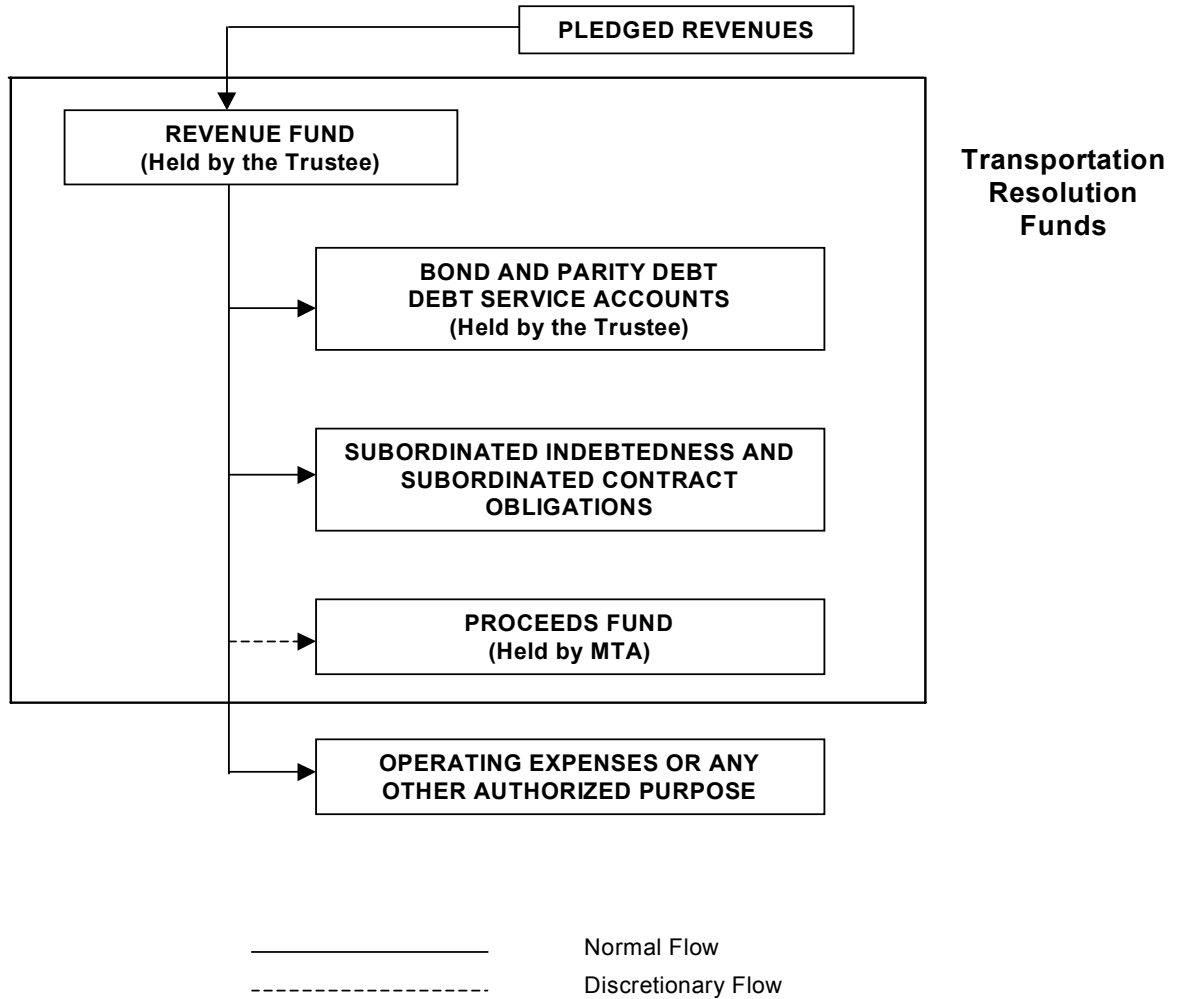 PLEDGED REVENUES
REVENUE FUND
(Held by the Trustee)
Transportation
Resolution
Funds
BOND AND PARITY DEBT
DEBT SERVICE ACCOUNTS
(Held by the Trustee)
SUBORDINATED INDEBTEDNESS AND
SUBORDINATED CONTRACT
OBLIGATIONS
PROCEEDS FUND
(Held by MTA)
OPERATING EXPENSES OR ANY
OTHER AUTHORIZED PURPOSE
Normal Flow
Discretionary Flow